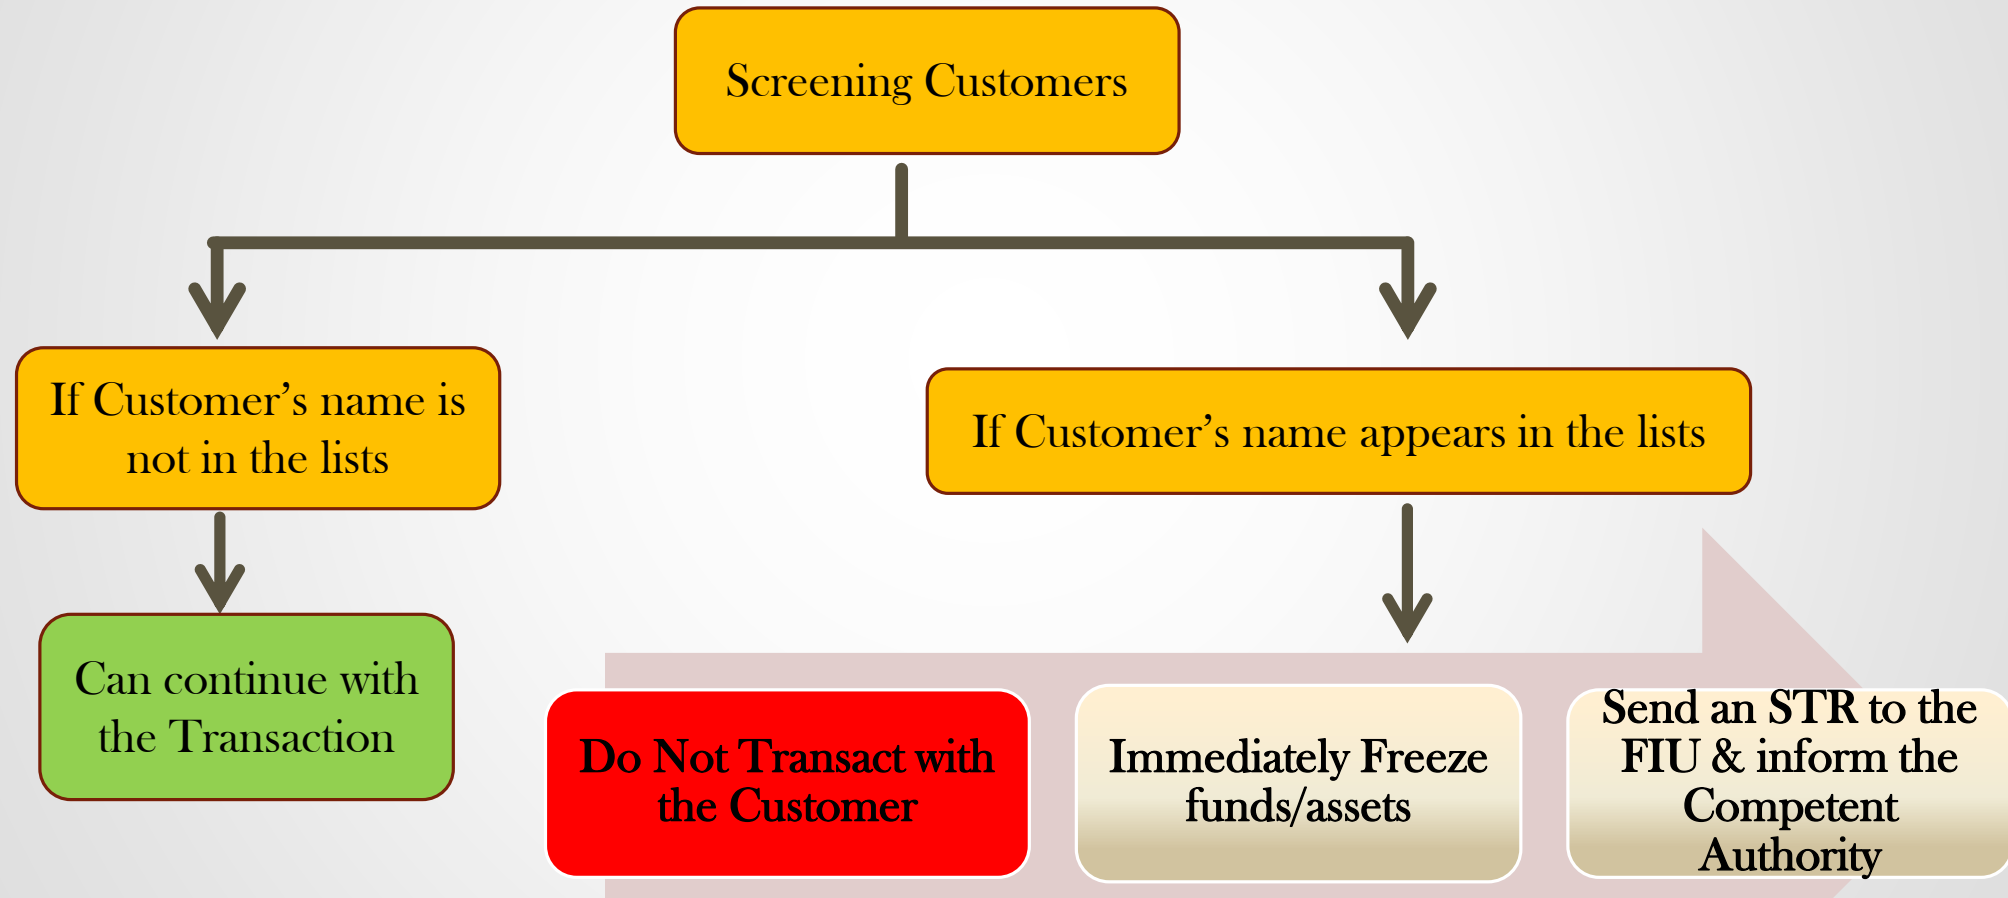 Screening Customers
If Customer’s name is
not in the lists
If Customer’s name appears in the lists
Can continue with
the Transaction
Do Not Transact with
the Customer
Immediately Freeze
funds/assets
Send an STR to the
FIU & inform the
Competent
Authority